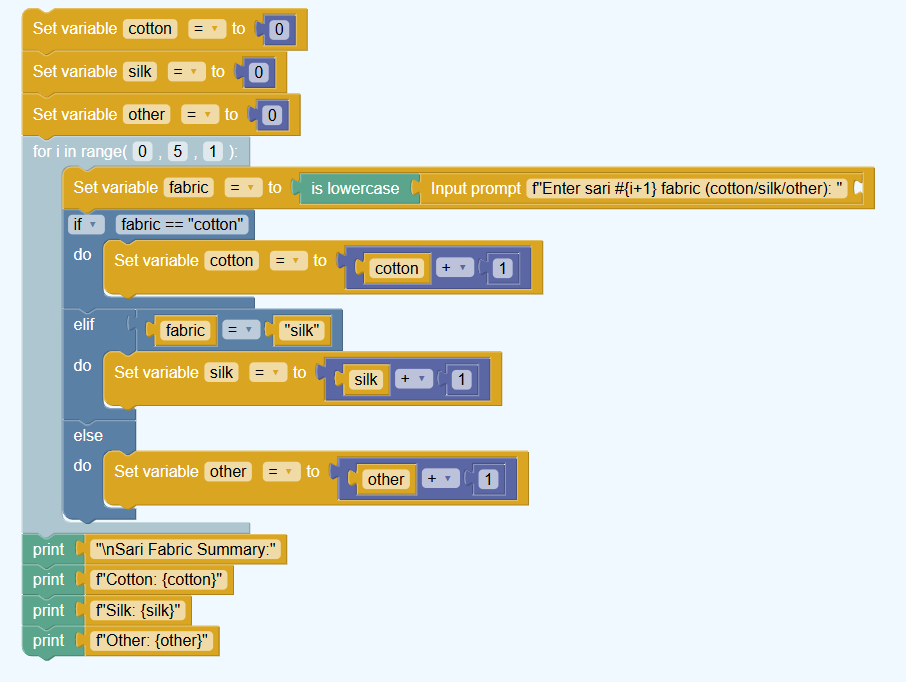 Set variable cotton = to 0
Set variable silk = to 0
Set variable other = to 0
for i in range( 0 , 5 , 1 ):
Set variable fabric = to is lowercase Input prompt f"Enter sari #{i+1} fabric (cotton/silk/other): "
if fabric == "cotton"
do Set variable cotton = to cotton + 1
elif fabric = "silk"
do Set variable silk = to silk + 1
else
do Set variable other = to other + 1
print "\nSari Fabric Summary:"
print f"Cotton: {cotton}"
print f"Silk: {silk}"
print f"Other: {other}"